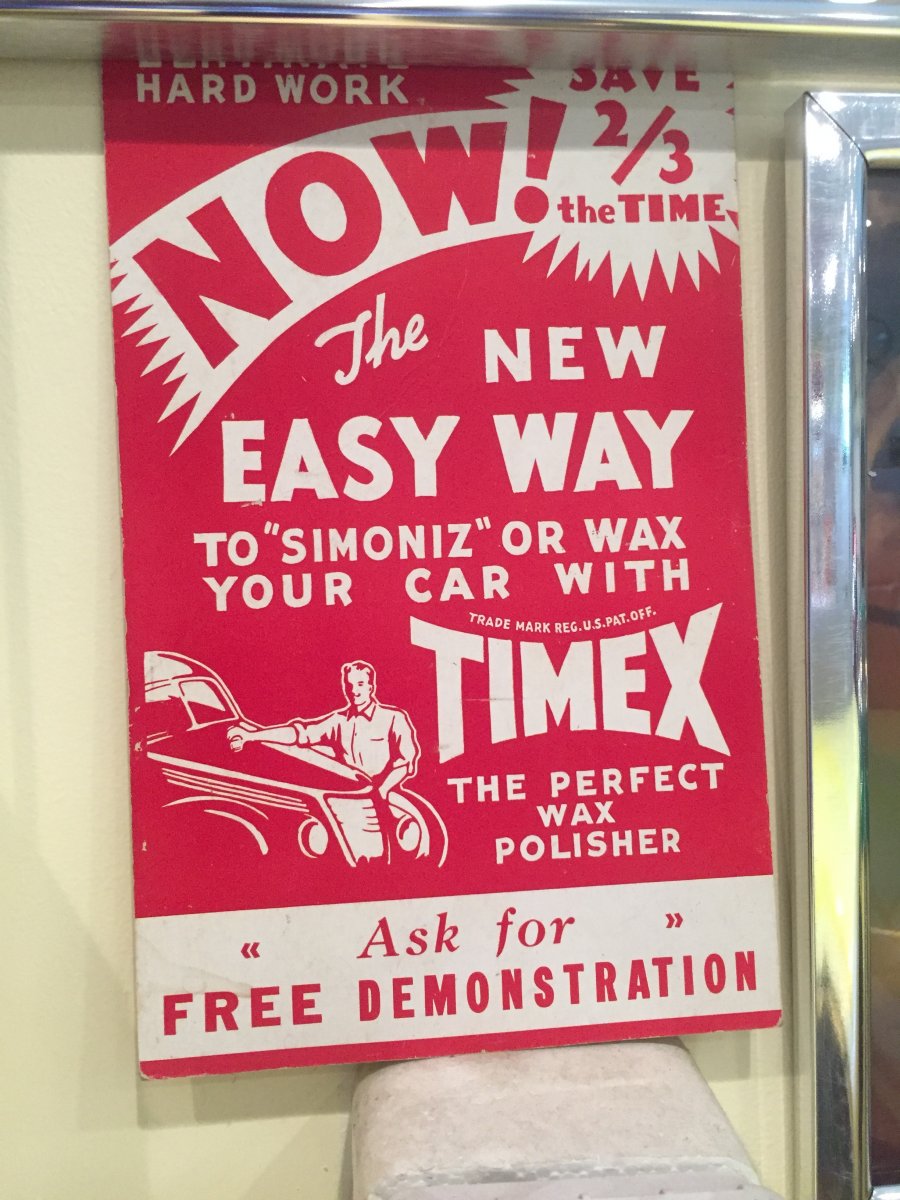 HARD WORK
NOW!
SAVE
2/3
the TIME
The NEW
EASY WAY
TO "SIMONIZ" OR WAX
YOUR CAR WITH
TRADE MARK REG. U.S. PAT. OFF.
TIMEX
THE PERFECT
WAX
POLISHER
« Ask for »
FREE DEMONSTRATION